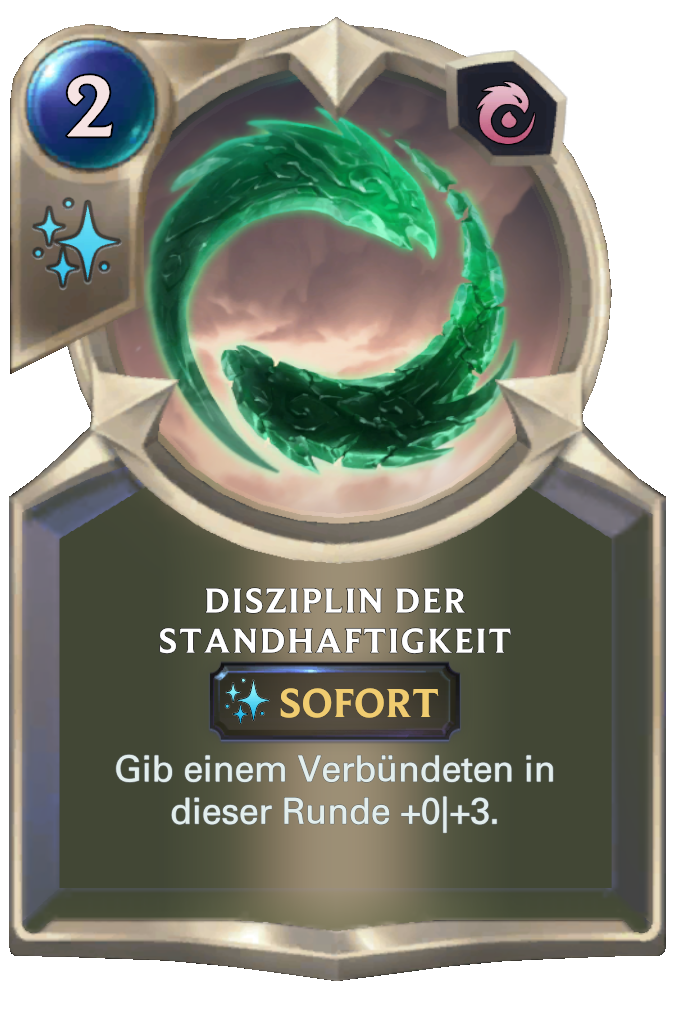 2
DISZIPLIN DER
STANDHAFTIGKEIT
SOFORT
Gib einem Verbündeten in
dieser Runde +0|+3.